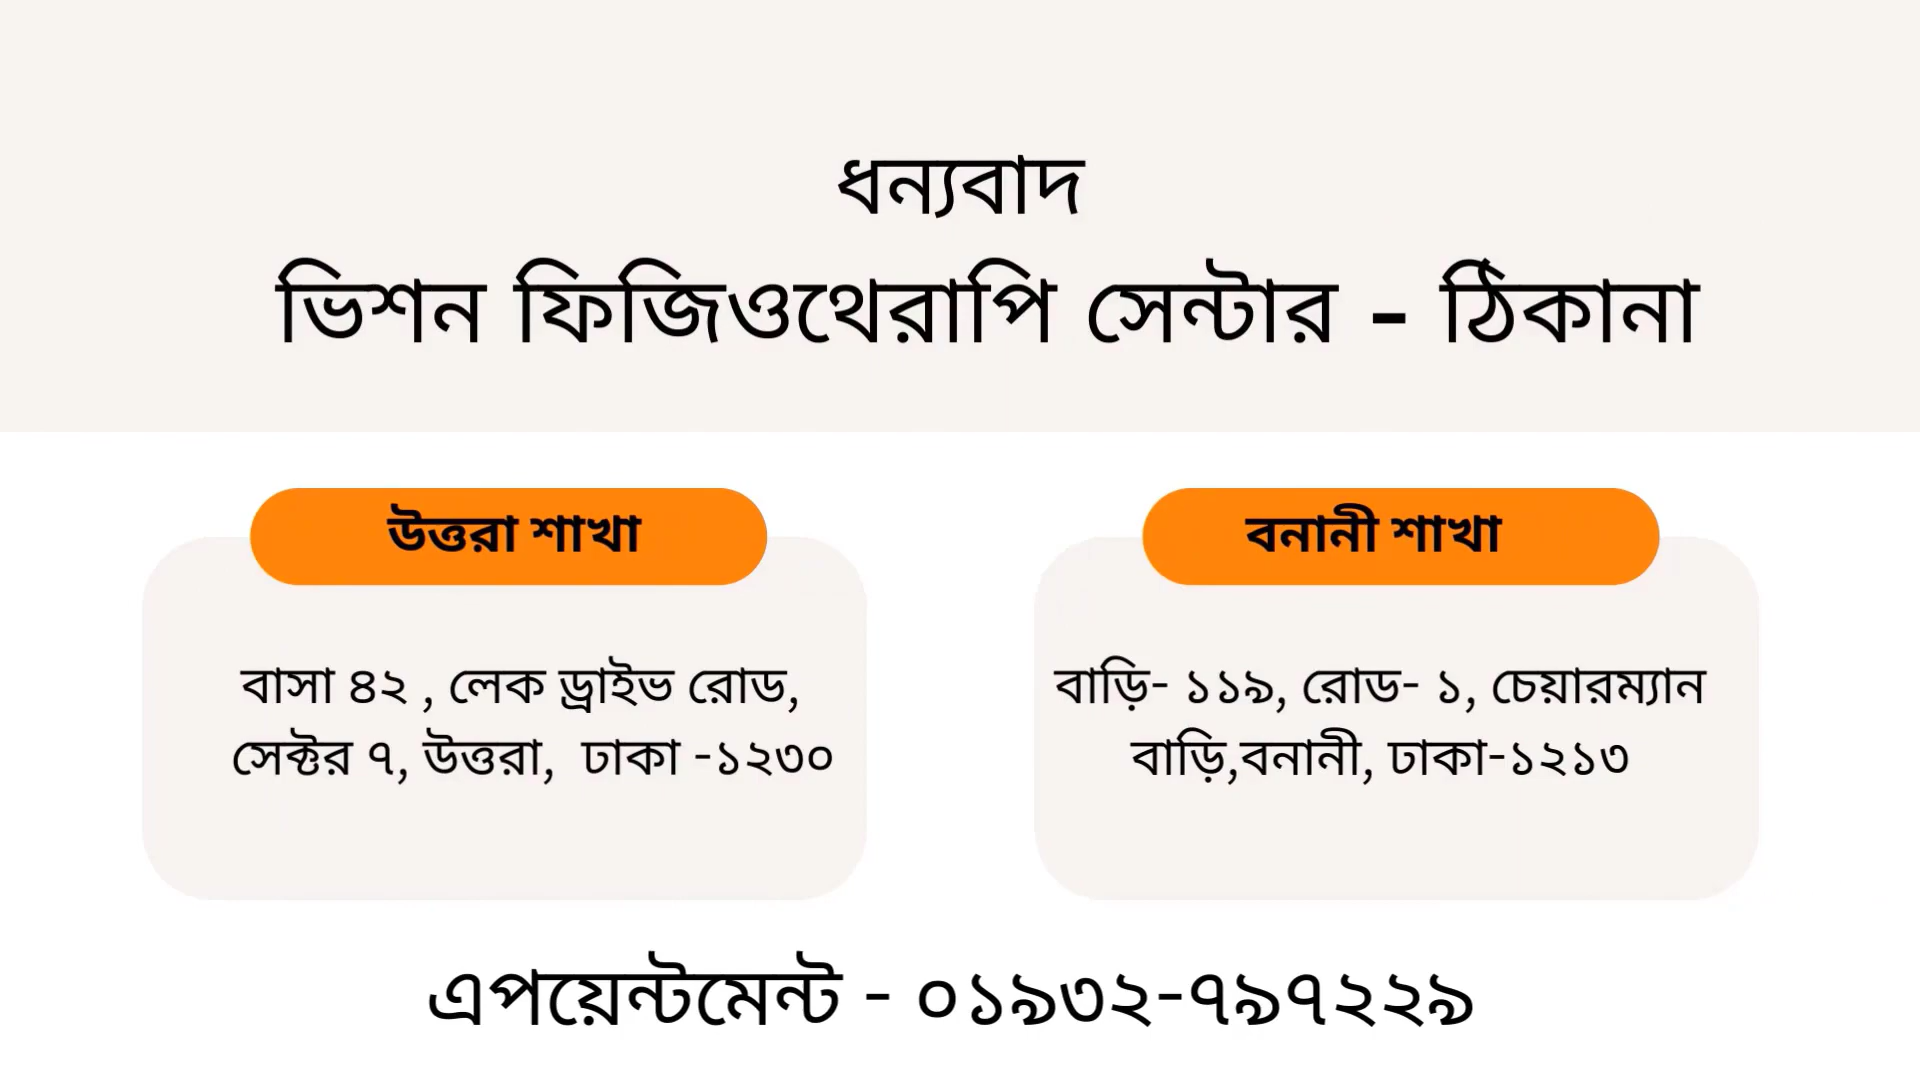 ধন্যবাদ
ভিশন ফিজিওথেরাপি সেন্টার - ঠিকানা
উত্তরা শাখা
বাসা ৪২ , লেক ড্রাইভ রোড,
সেক্টর ৭, উত্তরা, ঢাকা -১২৩০
বনানী শাখা
বাড়ি- ১১৯, রোড- ১, চেয়ারম্যান
বাড়ি,বনানী, ঢাকা-১২১৩
এপয়েন্টমেন্ট - ০১৯৩২-৭৯৭২২৯